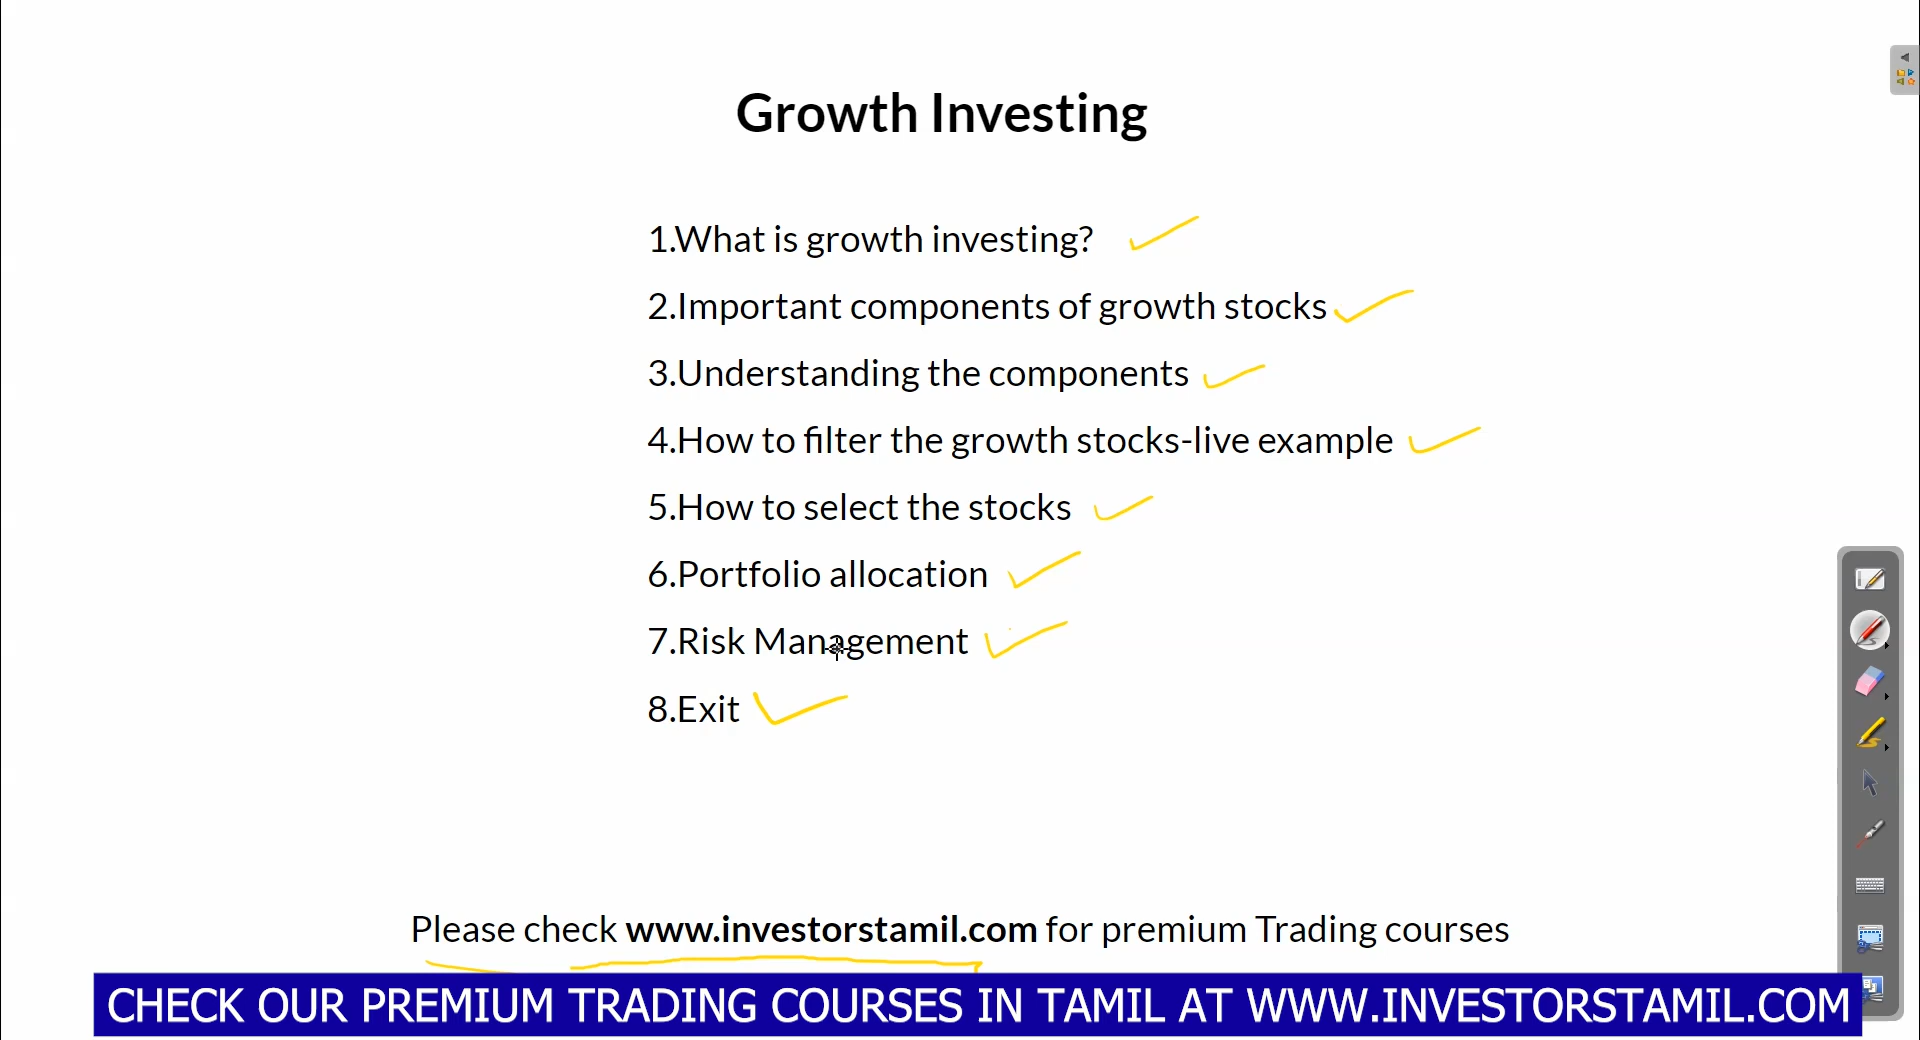 Growth Investing
1.What is growth investing?
2.Important components of growth stocks
3.Understanding the components
4.How to filter the growth stocks-live example
5.How to select the stocks
6.Portfolio allocation
7.Risk Management
8.Exit
Please check www.investorstamil.com for premium Trading courses
CHECK OUR PREMIUM TRADING COURSES IN TAMIL AT WWW.INVESTORSTAMIL.COM